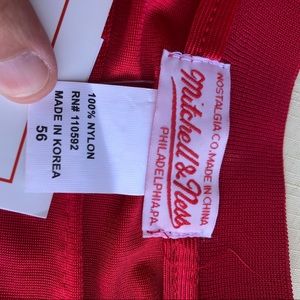 100% NYLON
RN# 110592
MADE IN KOREA
56
NOSTALGIA CO. MADE IN CHINA
Mitchell & Ness
PHILADELPHIA, PA.